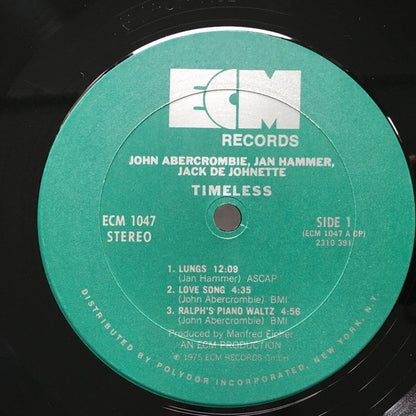 ECM
RECORDS
JOHN ABERCROMBIE, JAN HAMMER,
JACK DE JOHNETTE
TIMELESS
ECM 1047
STEREO
SIDE 1
(ECM 1047 A CP)
2310 391
1. LUNGS 12:09
(Jan Hammer) ASCAP
2. LOVE SONG 4:35
(John Abercrombie) BMI
3. RALPH'S PIANO WALTZ 4:56
(John Abercrombie) BMI
Produced by Manfred Eicher
AN ECM PRODUCTION
℗ 1975 ECM RECORDS
DISTRIBUTED BY POLYDOR INCORPORATED, NEW YORK, N.Y.